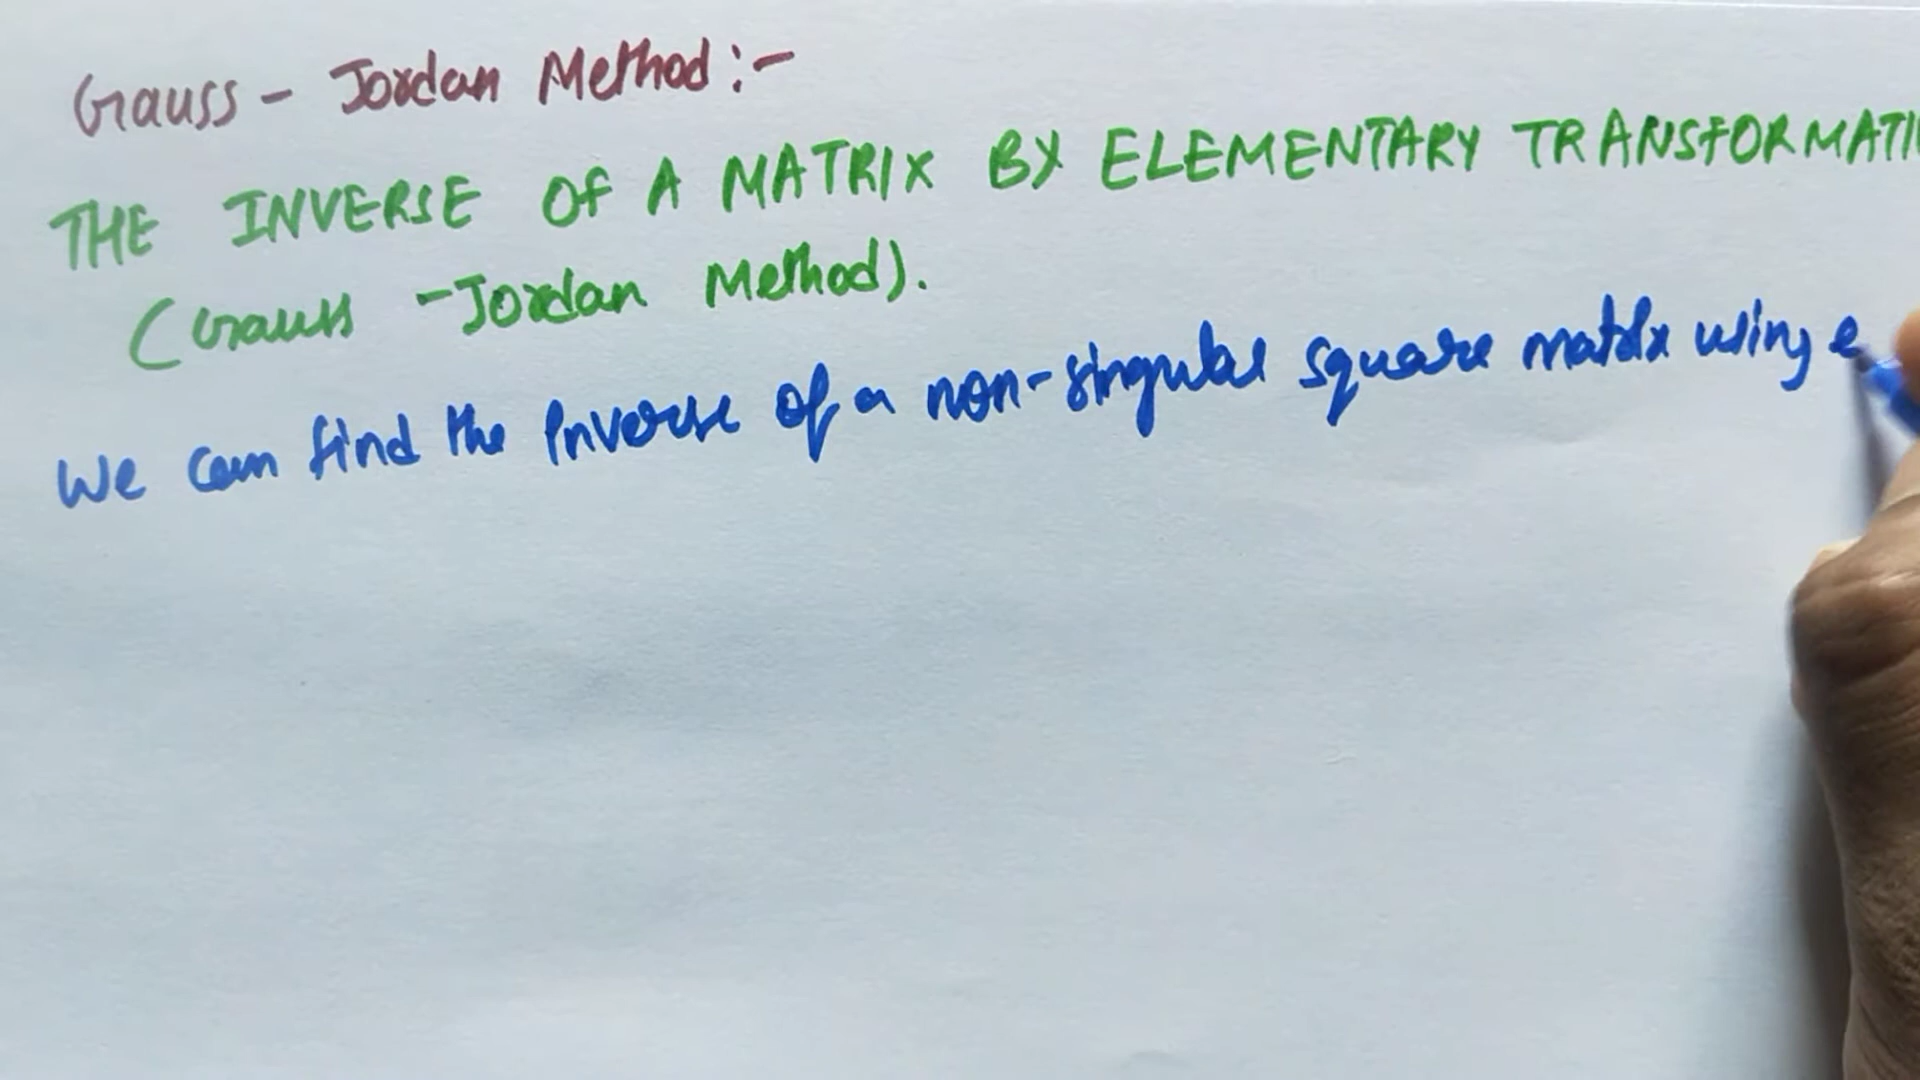 Gauss - Jordan Method :-
THE INVERSE OF A MATRIX BY ELEMENTARY TRANSFORMATI
(Gauss - Jordan Method).
We can find the inverse of a non-singular square matrix using e